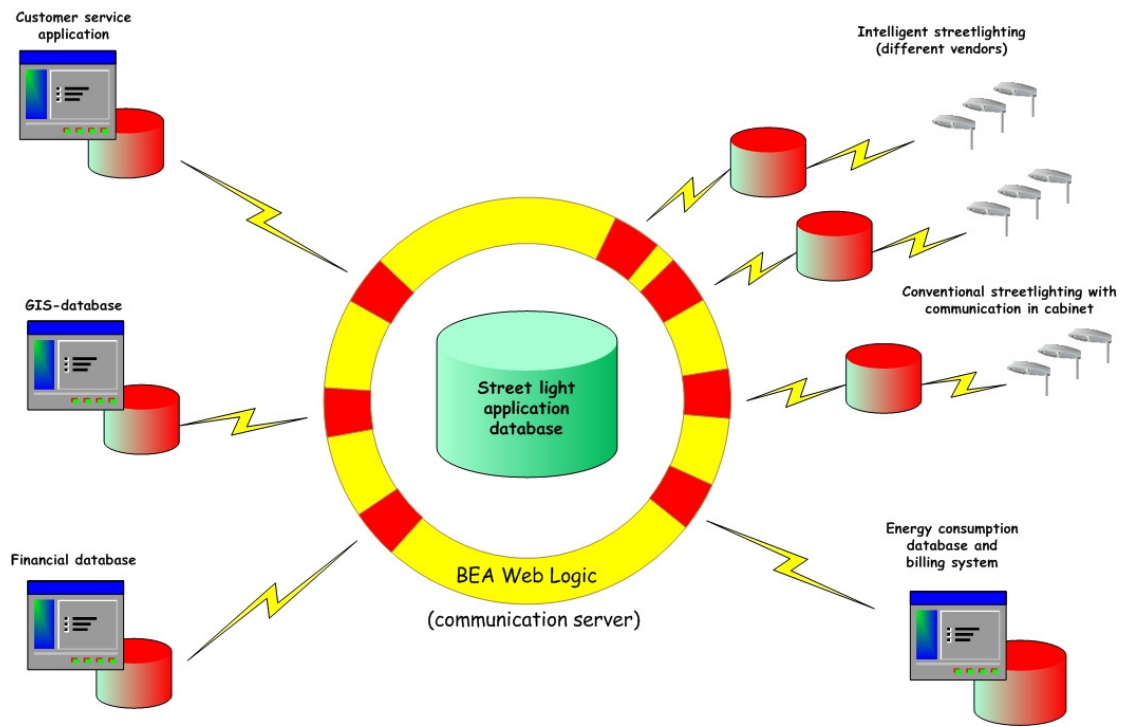 Customer service
application
Intelligent streetlighting
(different vendors)
GIS-database
Conventional streetlighting with
communication in cabinet
Street light
application
database
Financial database
Energy consumption
database and
billing system
BEA Web Logic
(communication server)